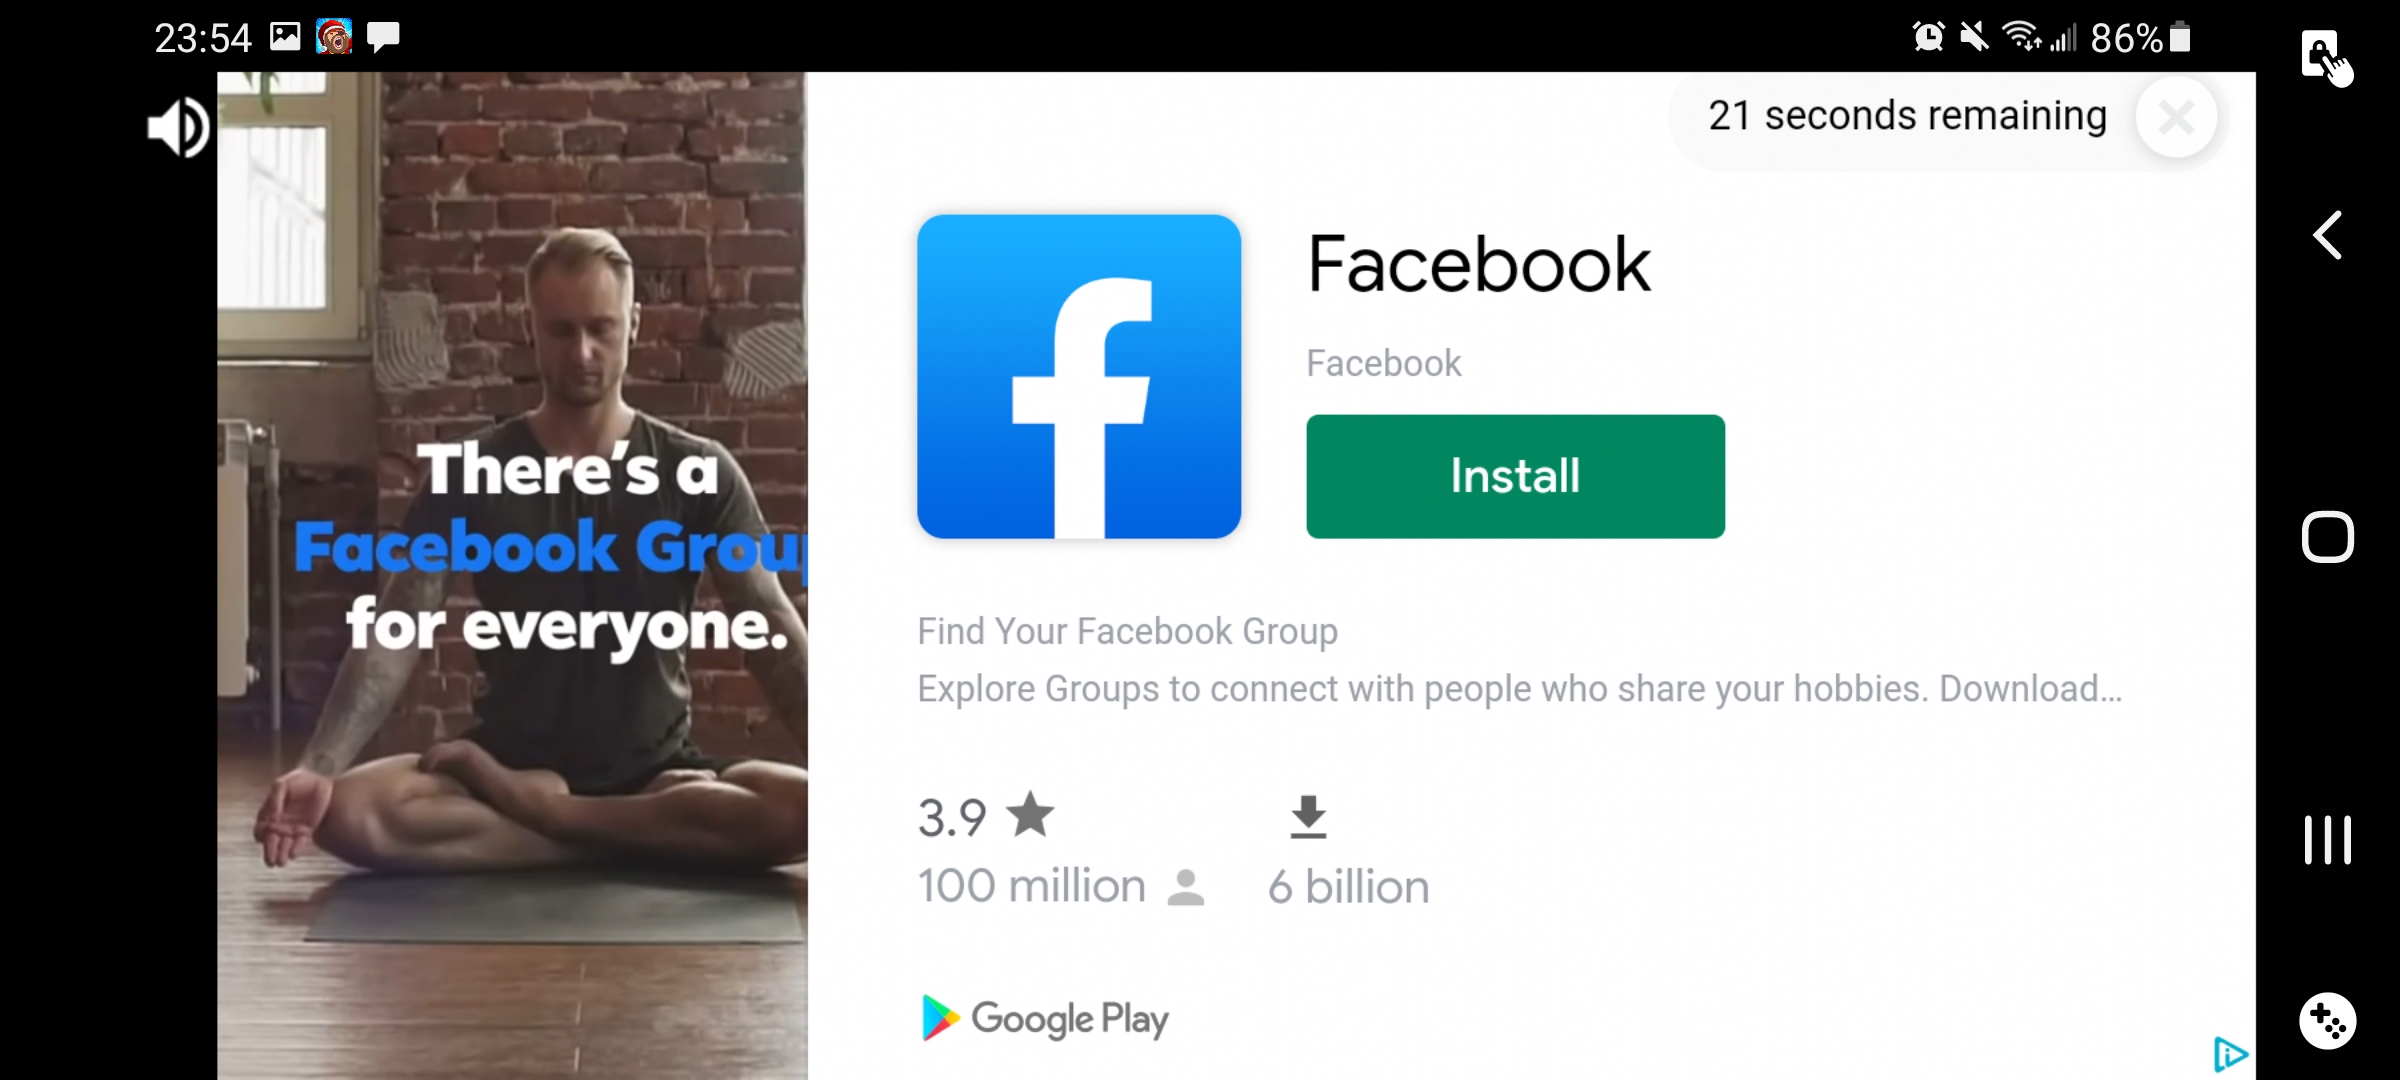 23:54
86%
21 seconds remaining
There's a
Facebook Grou
for everyone.
Facebook
Facebook
Install
Find Your Facebook Group
Explore Groups to connect with people who share your hobbies. Download...
3.9
100 million
6 billion
Google Play